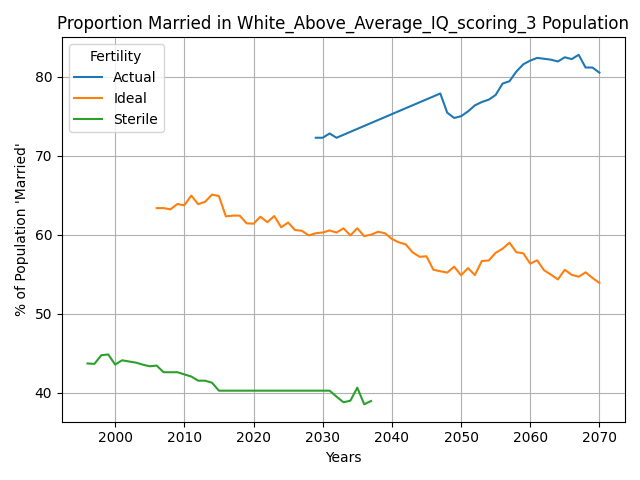 Proportion Married in White_Above_Average_IQ_scoring_3 Population
Fertility
Actual
Ideal
Sterile
% of Population 'Married'
80
70
60
50
40
2000
2010
2020
2030
2040
2050
2060
2070
Years